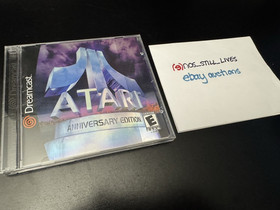 Dreamcast
ATARI
ANNIVERSARY EDITION
E
(e)NOS_STILL_LIVES
ebay auctions